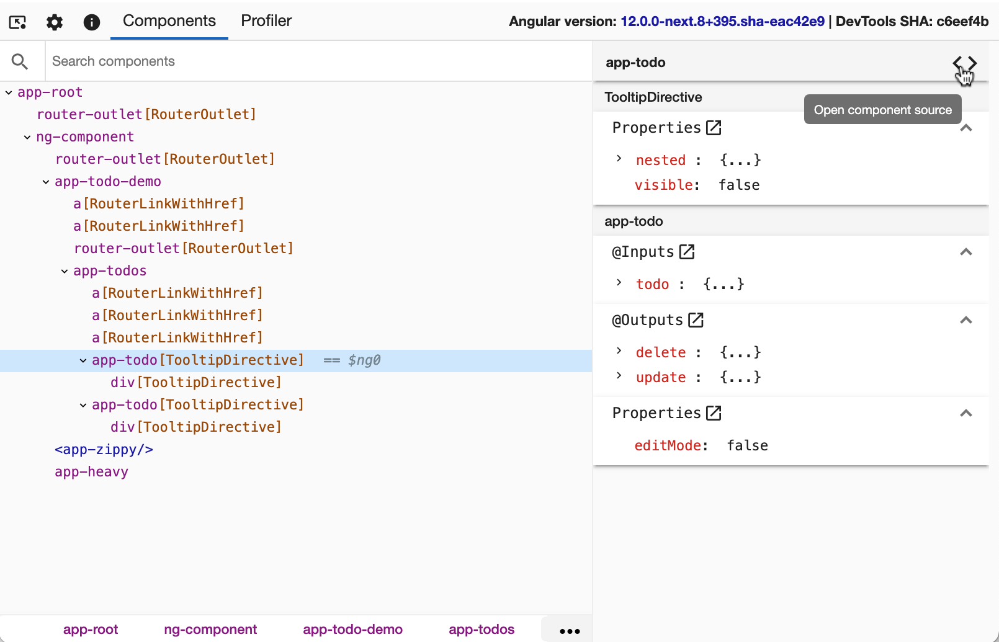 Components Profiler Angular version: 12.0.0-next.8+395.sha-eac42e9 | DevTools SHA: c6eef4b
Search components
app-root
router-outlet[RouterOutlet]
ng-component
router-outlet[RouterOutlet]
app-todo-demo
a[RouterLinkWithHref]
a[RouterLinkWithHref]
router-outlet[RouterOutlet]
app-todos
a[RouterLinkWithHref]
a[RouterLinkWithHref]
a[RouterLinkWithHref]
app-todo[TooltipDirective] == $ng0
div[TooltipDirective]
app-todo[TooltipDirective]
div[TooltipDirective]
<app-zippy/>
app-heavy
app-root ng-component app-todo-demo app-todos •••
app-todo
< >
Open component source
TooltipDirective
Properties
nested : {...}
visible: false
app-todo
@Inputs
todo : {...}
@Outputs
delete : {...}
update : {...}
Properties
editMode: false